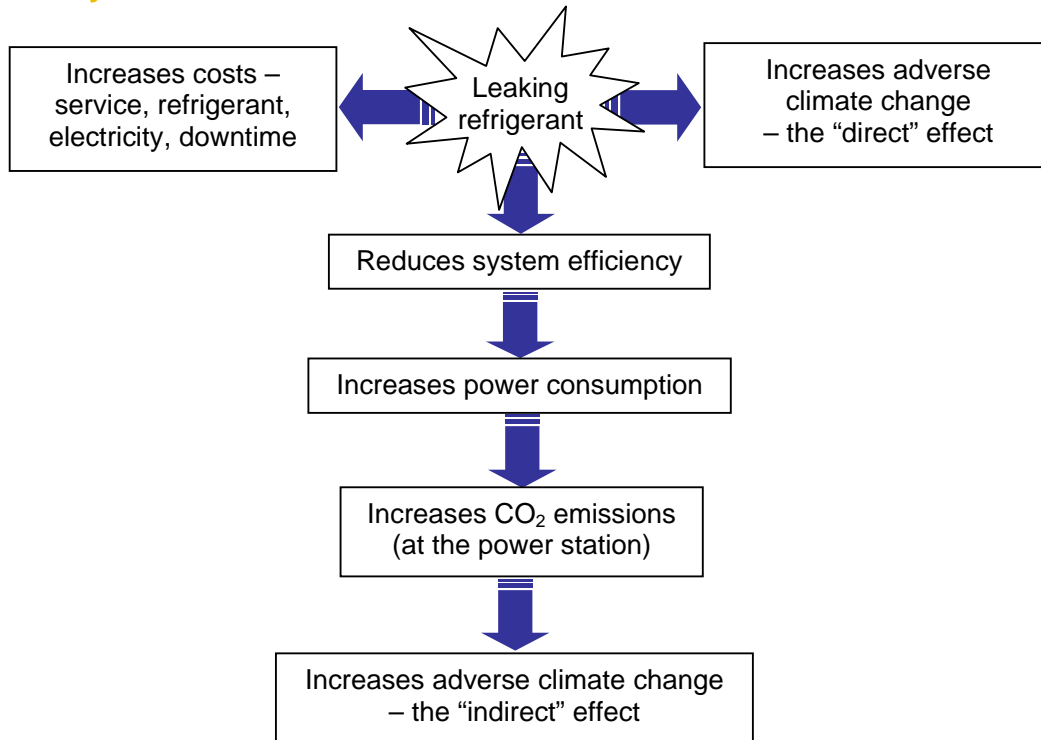 Increases costs –
service, refrigerant,
electricity, downtime
Leaking
refrigerant
Increases adverse
climate change
– the “direct” effect
Reduces system efficiency
Increases power consumption
Increases CO₂ emissions
(at the power station)
Increases adverse climate change
– the “indirect” effect